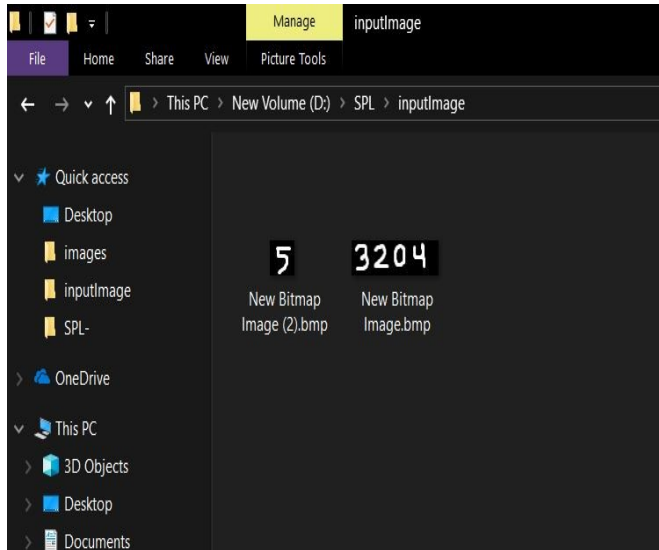 Manage inputImage
File Home Share View Picture Tools
This PC > New Volume (D:) > SPL > inputImage
Quick access
Desktop
images
inputImage
SPL-
OneDrive
This PC
3D Objects
Desktop
Documents
5 3204
New Bitmap New Bitmap
Image (2).bmp Image.bmp